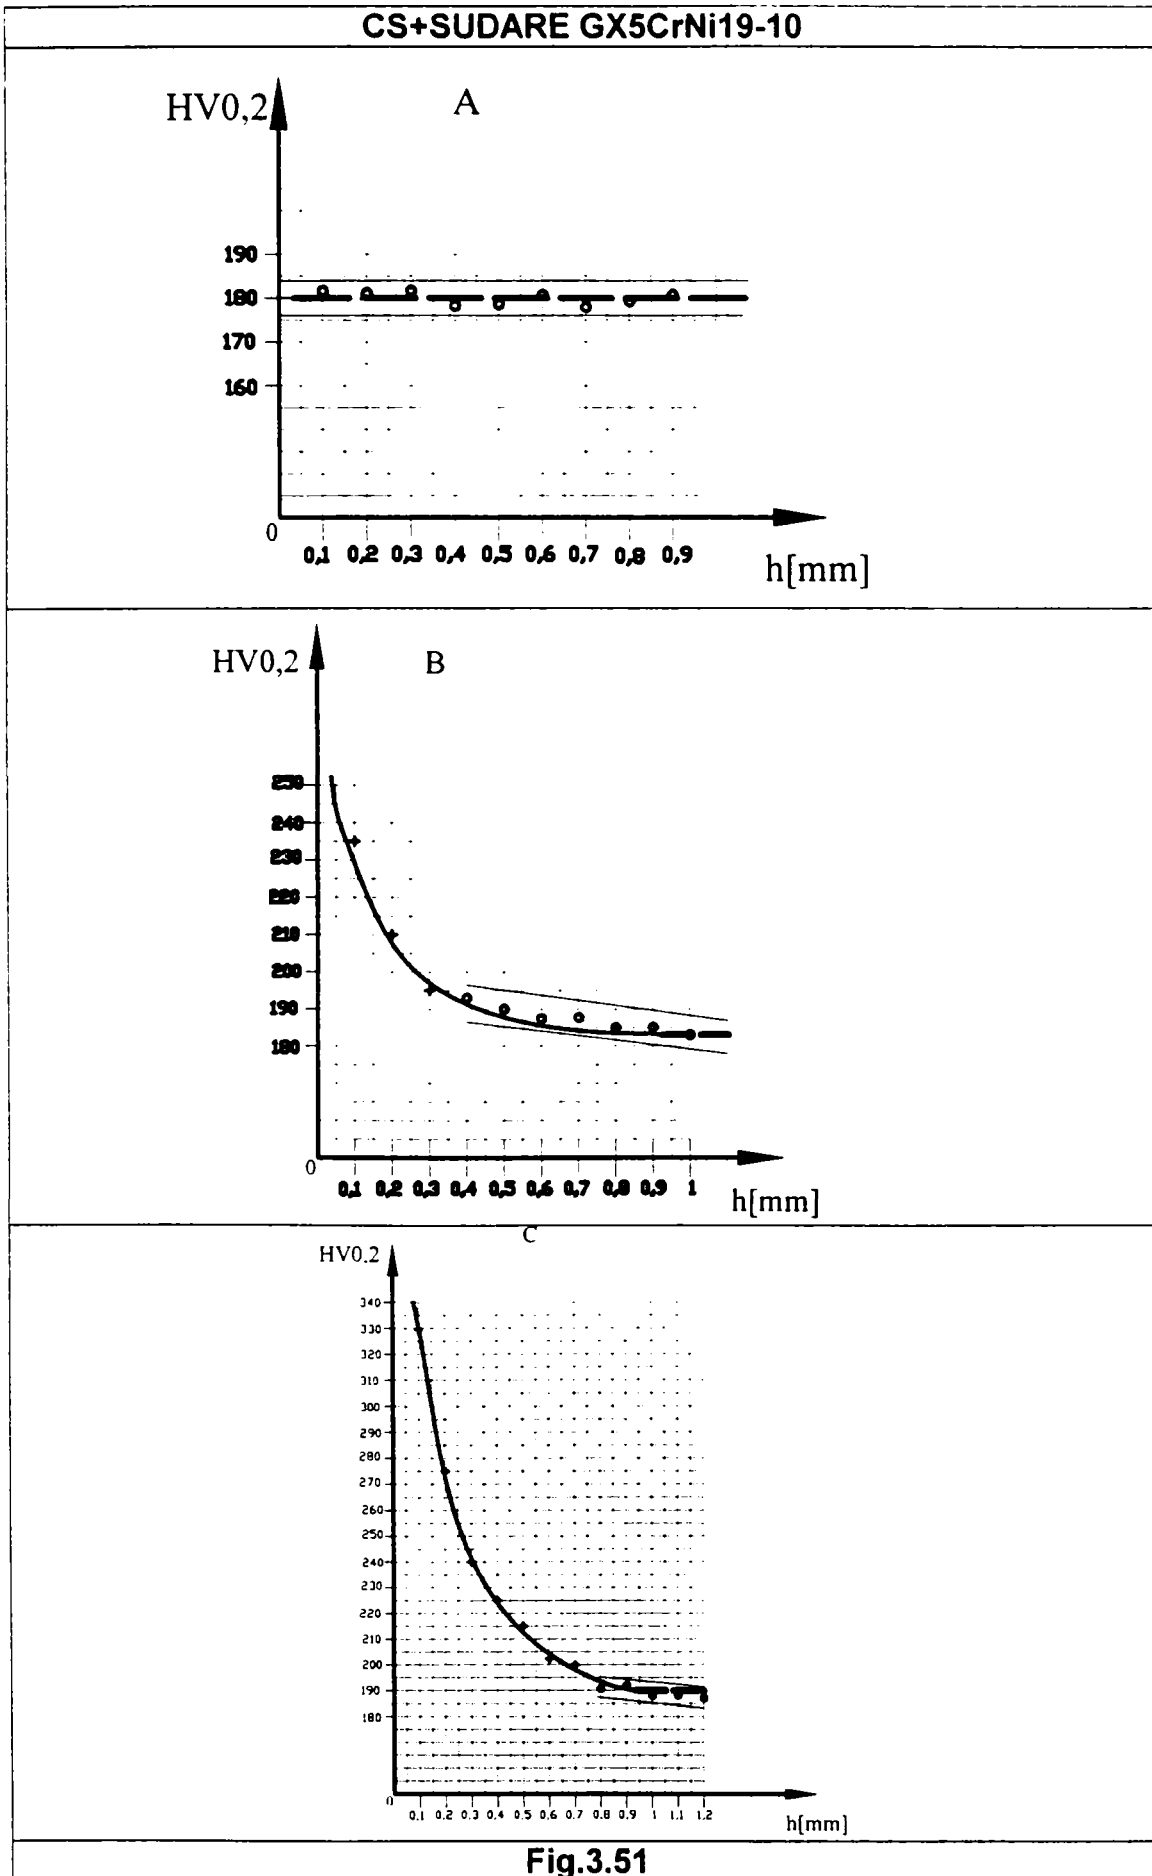 CS+SUDARE GX5CrNi19-10
HV0,2
A
190
180
170
160
0
0,1 0,2 0,3 0,4 0,5 0,6 0,7 0,8 0,9
h[mm]
HV0,2
B
250
240
230
220
210
200
190
180
0
0,1 0,2 0,3 0,4 0,5 0,6 0,7 0,8 0,9 1
h[mm]
C
HV0,2
340
330
320
310
300
290
280
270
260
250
240
230
220
210
200
190
180
0
0.1 0.2 0.3 0.4 0.5 0.6 0.7 0.8 0.9 1 1.1 1.2
h[mm]
Fig.3.51